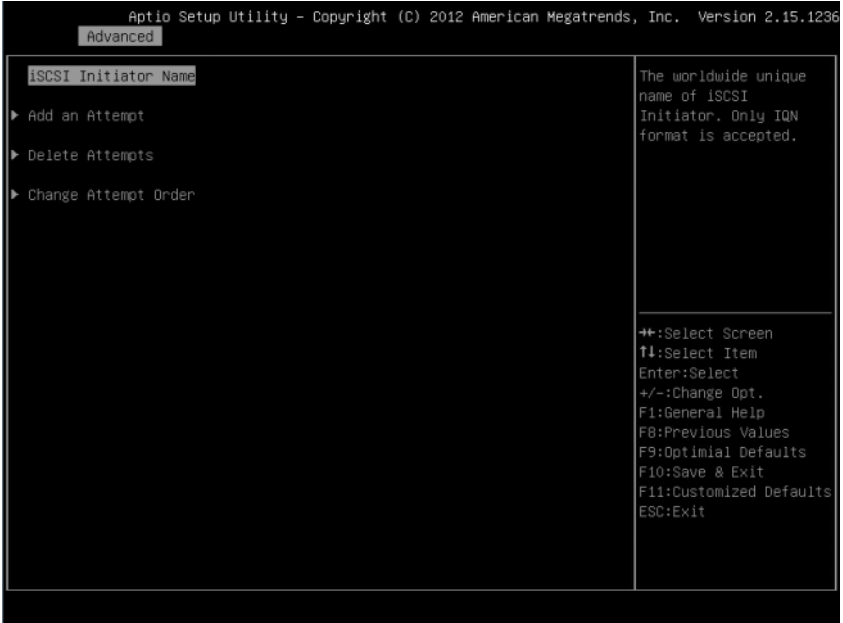 Aptio Setup Utility – Copyright (C) 2012 American Megatrends, Inc. Version 2.15.1236
Advanced
iSCSI Initiator Name
▶ Add an Attempt
▶ Delete Attempts
▶ Change Attempt Order
The worldwide unique
name of iSCSI
Initiator. Only IQN
format is accepted.
→←:Select Screen
↑↓:Select Item
Enter:Select
+/-:Change Opt.
F1:General Help
F8:Previous Values
F9:Optimial Defaults
F10:Save & Exit
F11:Customized Defaults
ESC:Exit